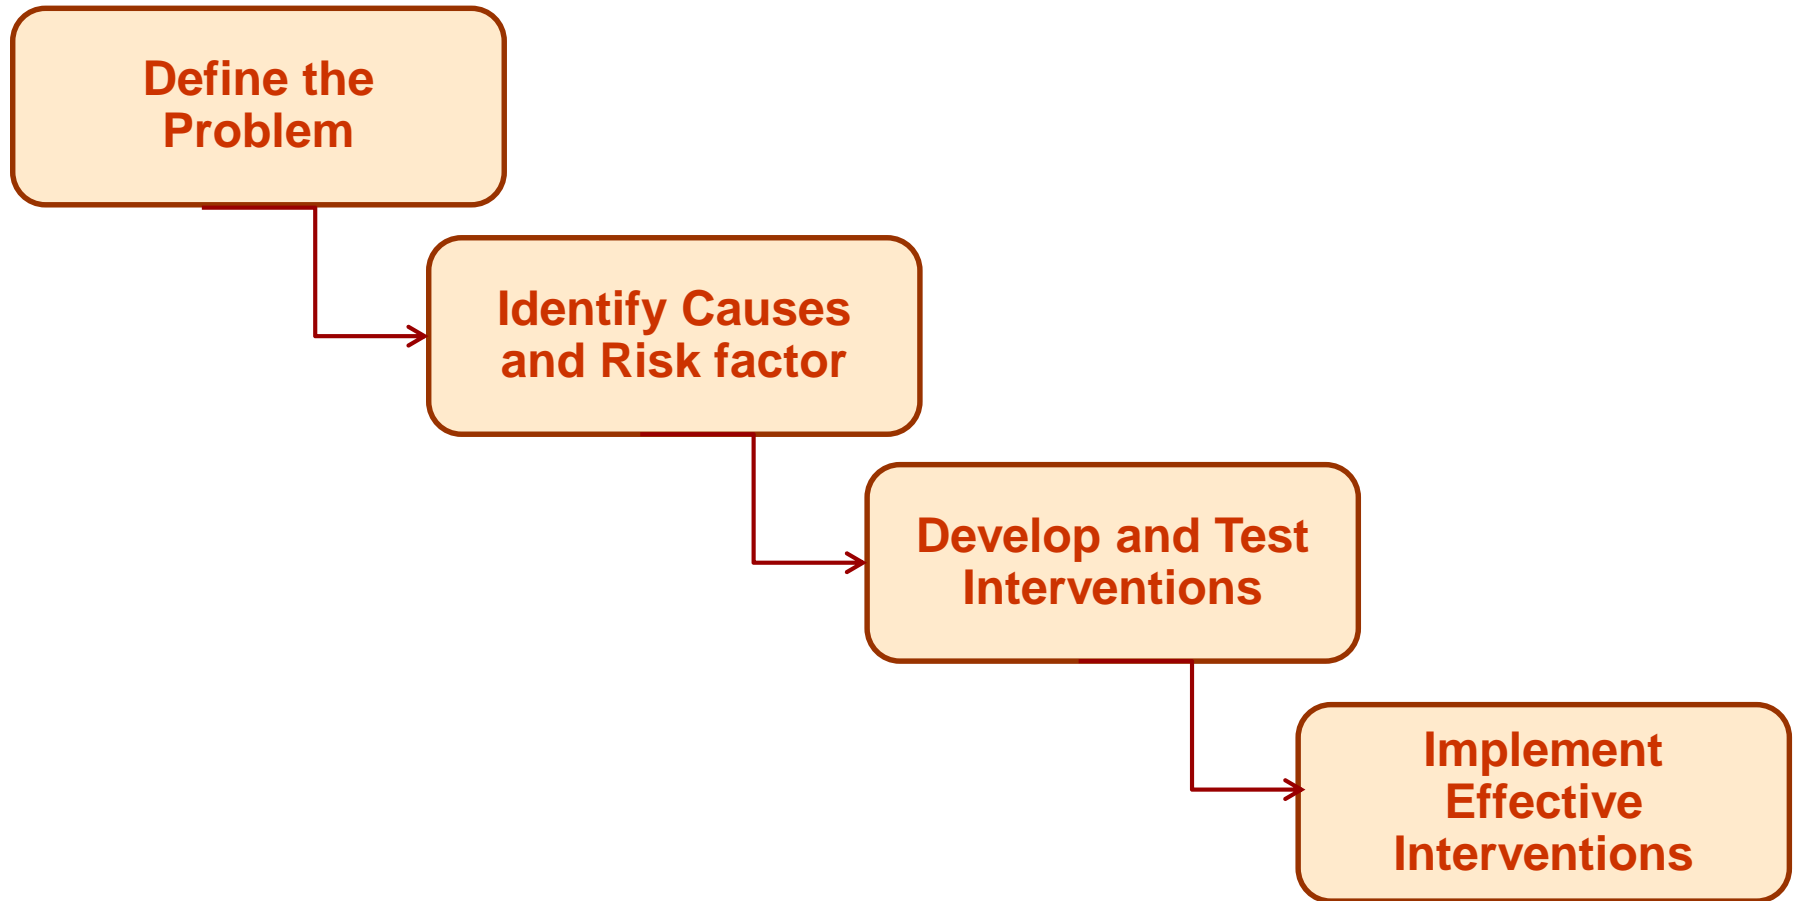 Define the
Problem
Identify Causes
and Risk factor
Develop and Test
Interventions
Implement
Effective
Interventions